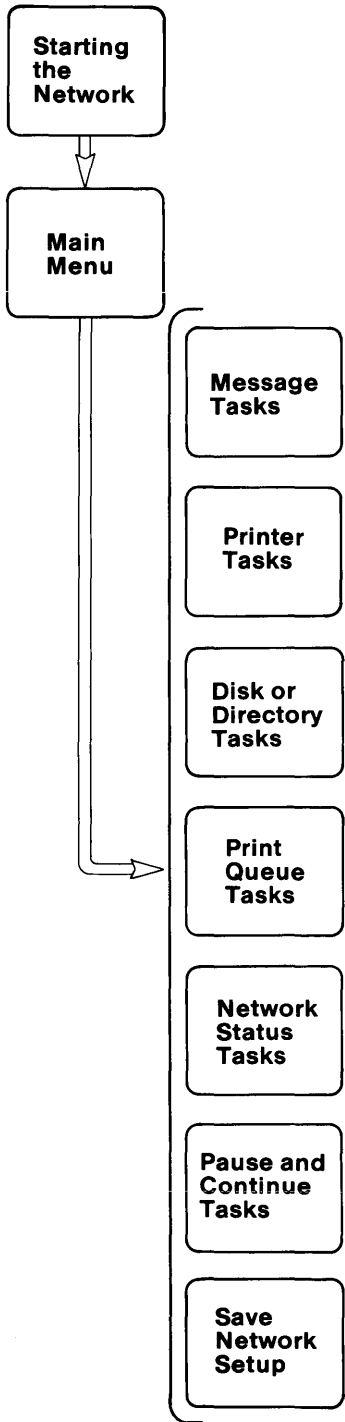 Starting
the
Network
Main
Menu
Message
Tasks
Printer
Tasks
Disk or
Directory
Tasks
Print
Queue
Tasks
Network
Status
Tasks
Pause and
Continue
Tasks
Save
Network
Setup